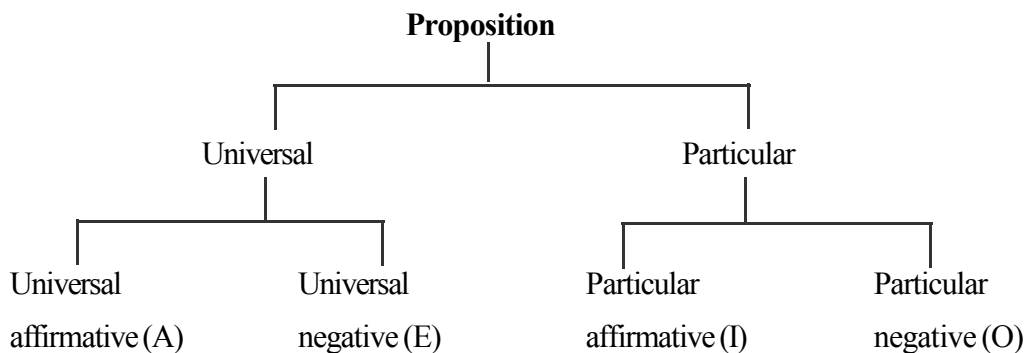 Proposition
Universal Particular
Universal Universal Particular Particular
affirmative (A) negative (E) affirmative (I) negative (O)